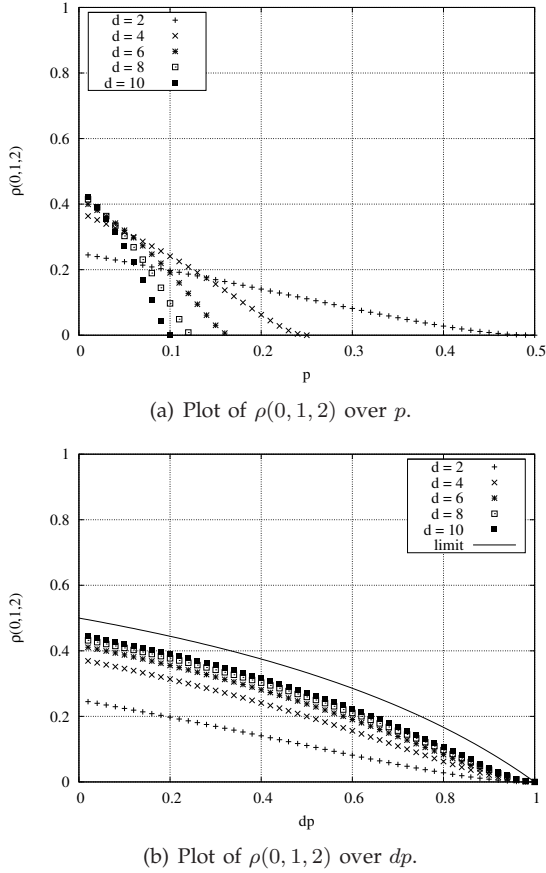 1
0.8
0.6
0.4
0.2
0
ρ(0,1,2)
d = 2
d = 4
d = 6
d = 8
d = 10
0 0.1 0.2 0.3 0.4 0.5
p
(a) Plot of ρ(0, 1, 2) over p.
1
0.8
0.6
0.4
0.2
0
ρ(0,1,2)
d = 2
d = 4
d = 6
d = 8
d = 10
limit
0 0.2 0.4 0.6 0.8 1
dp
(b) Plot of ρ(0, 1, 2) over dp.